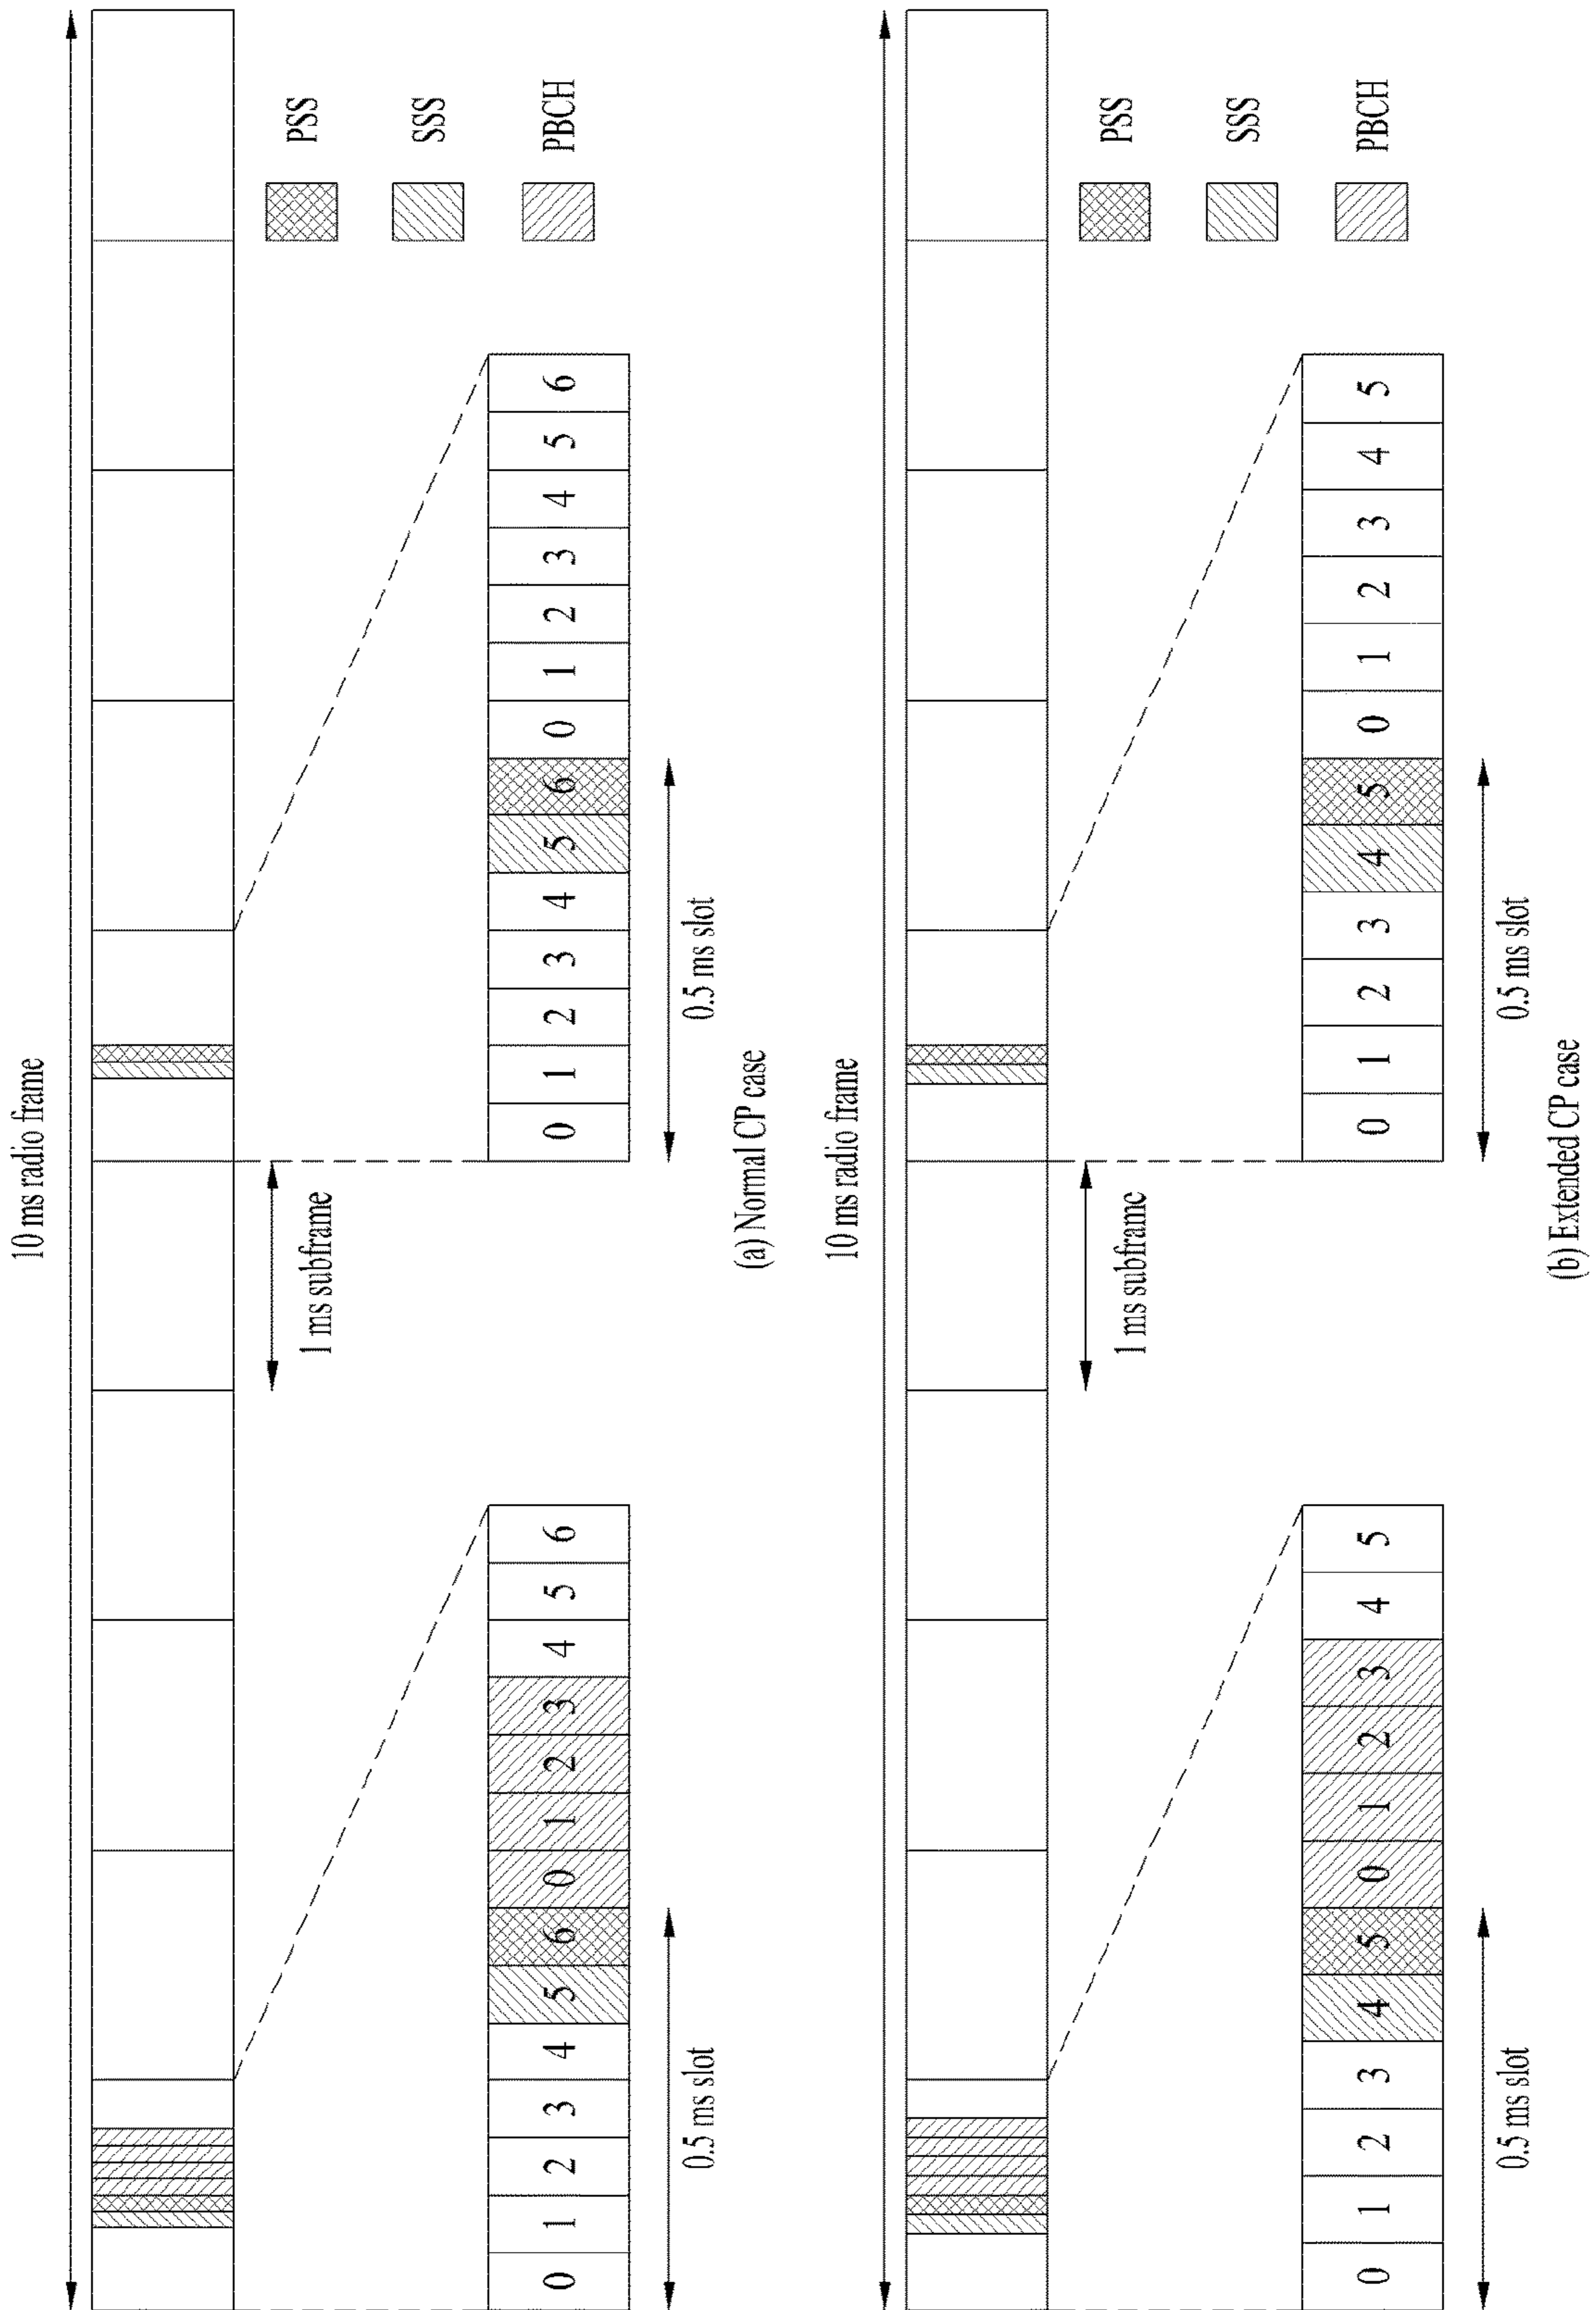 10 ms radio frame
1 ms subframe
PSS
SSS
PBCH
0 1 2 3 4 5 6 0 1 2 3 4 5 6
0 1 2 3 4 5 6 0 1 2 3 4 5 6
0.5 ms slot
0.5 ms slot
(a) Normal CP case
10 ms radio frame
1 ms subframe
PSS
SSS
PBCH
0 1 2 3 4 5 0 1 2 3 4 5
0 1 2 3 4 5 0 1 2 3 4 5
0.5 ms slot
0.5 ms slot
(b) Extended CP case